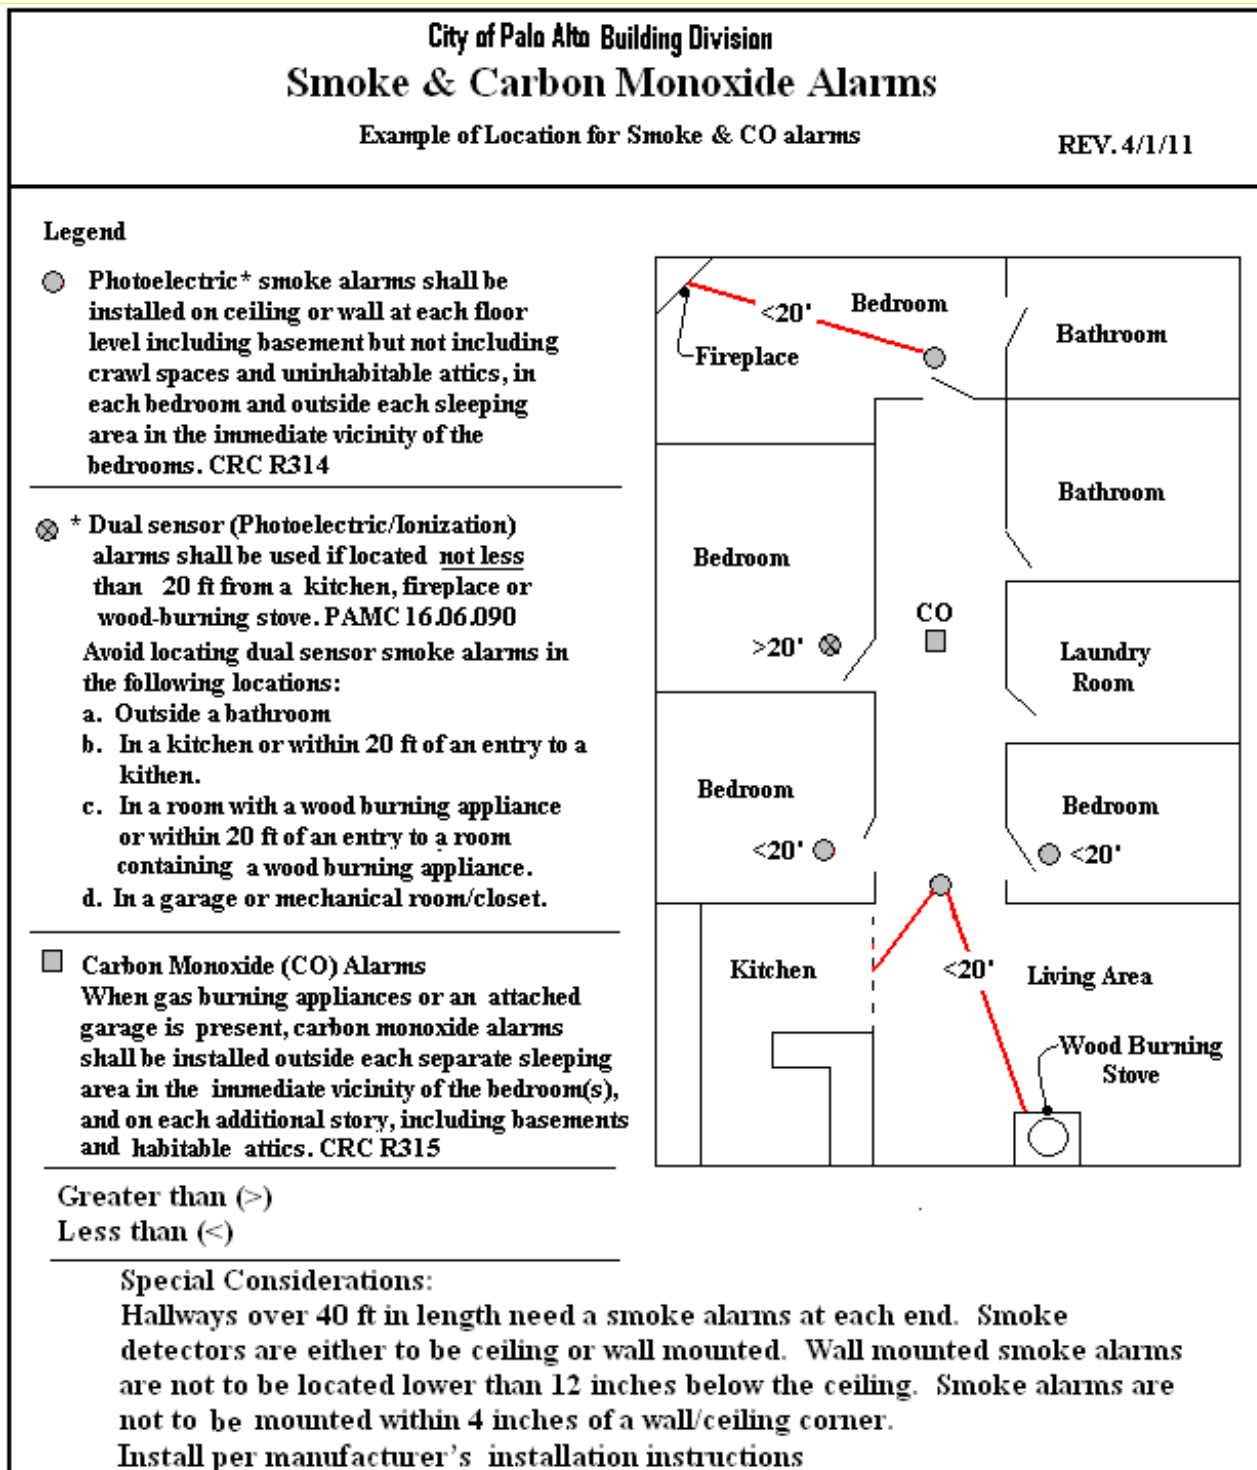 City of Palo Alto Building Division
Smoke & Carbon Monoxide Alarms
Example of Location for Smoke & CO alarms
REV. 4/1/11
Legend
Photoelectric* smoke alarms shall be
installed on ceiling or wall at each floor
level including basement but not including
crawl spaces and uninhabitable attics, in
each bedroom and outside each sleeping
area in the immediate vicinity of the
bedrooms. CRC R314
* Dual sensor (Photoelectric/Ionization)
alarms shall be used if located not less
than 20 ft from a kitchen, fireplace or
wood-burning stove. PAMC 16.06.090
Avoid locating dual sensor smoke alarms in
the following locations:
a. Outside a bathroom
b. In a kitchen or within 20 ft of an entry to a
kithen.
c. In a room with a wood burning appliance
or within 20 ft of an entry to a room
containing a wood burning appliance.
d. In a garage or mechanical room/closet.
Carbon Monoxide (CO) Alarms
When gas burning appliances or an attached
garage is present, carbon monoxide alarms
shall be installed outside each separate sleeping
area in the immediate vicinity of the bedroom(s),
and on each additional story, including basements
and habitable attics. CRC R315
Greater than (>)
Less than (<)
<20'
Bedroom
Fireplace
Bathroom
Bathroom
Bedroom
>20'
CO
Laundry
Room
Bedroom
<20'
Bedroom
<20'
Kitchen
<20'
Living Area
Wood Burning
Stove
Special Considerations:
Hallways over 40 ft in length need a smoke alarms at each end. Smoke
detectors are either to be ceiling or wall mounted. Wall mounted smoke alarms
are not to be located lower than 12 inches below the ceiling. Smoke alarms are
not to be mounted within 4 inches of a wall/ceiling corner.
Install per manufacturer's installation instructions